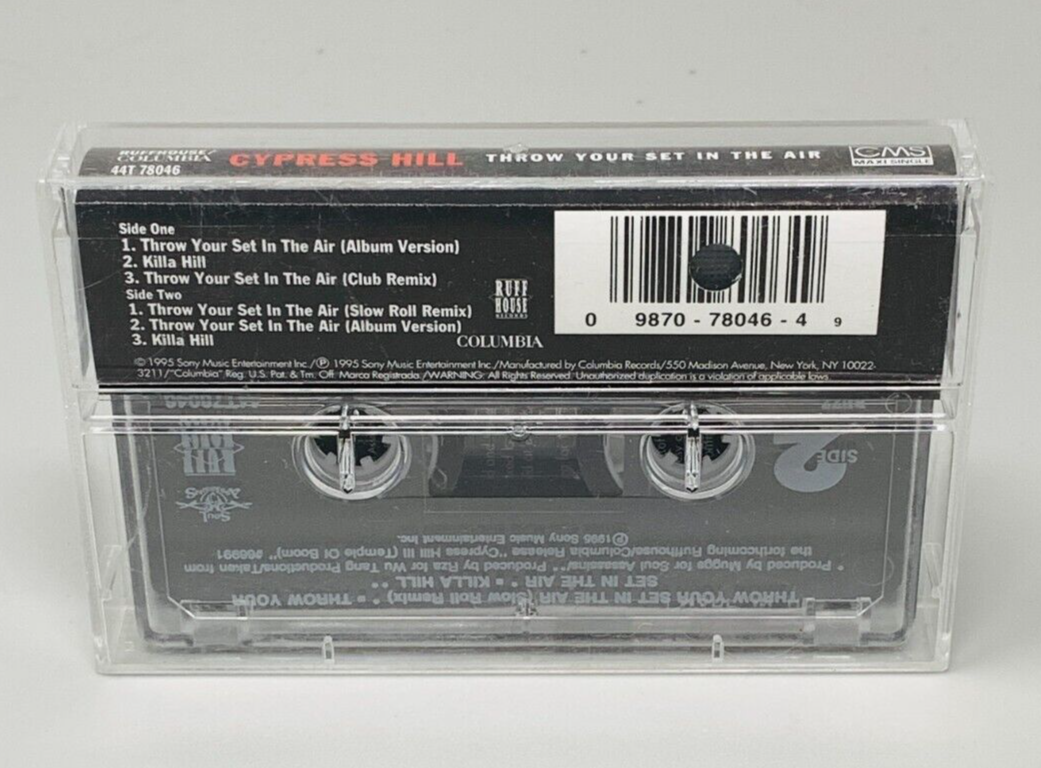 RUFFHOUSE/
COLUMBIA
44T 78046
CYPRESS HILL THROW YOUR SET IN THE AIR
CMS
MAXI SINGLE
Side One
1. Throw Your Set In The Air (Album Version)
2. Killa Hill
3. Throw Your Set In The Air (Club Remix)
Side Two
1. Throw Your Set In The Air (Slow Roll Remix)
2. Throw Your Set In The Air (Album Version)
3. Killa Hill
RUFF
HOUSE
RECORDS
COLUMBIA
0 9870 - 78046 - 4 9
© 1995 Sony Music Entertainment Inc./℗ 1995 Sony Music Entertainment Inc./Manufactured by Columbia Records/550 Madison Avenue, New York, NY 10022-
3211/"Columbia" Reg. U.S. Pat. & Tm. Off. Marca Registrada./WARNING: All Rights Reserved. Unauthorized duplication is a violation of applicable laws.
THROW YOUR SET IN THE AIR (Slow Roll Remix) * ▪ THROW YOUR
SET IN THE AIR * ▪ KILLA HILL **
* Produced by Muggs for Soul Assassins/**Produced by Rza for Wu Tang Productions/Taken from
the forthcoming Ruffhouse/Columbia Release "Cypress Hill III (Temple Of Boom)" #66991
℗1995 Sony Music Entertainment Inc.
SIDE
2
Soul
Assassins
44T78046